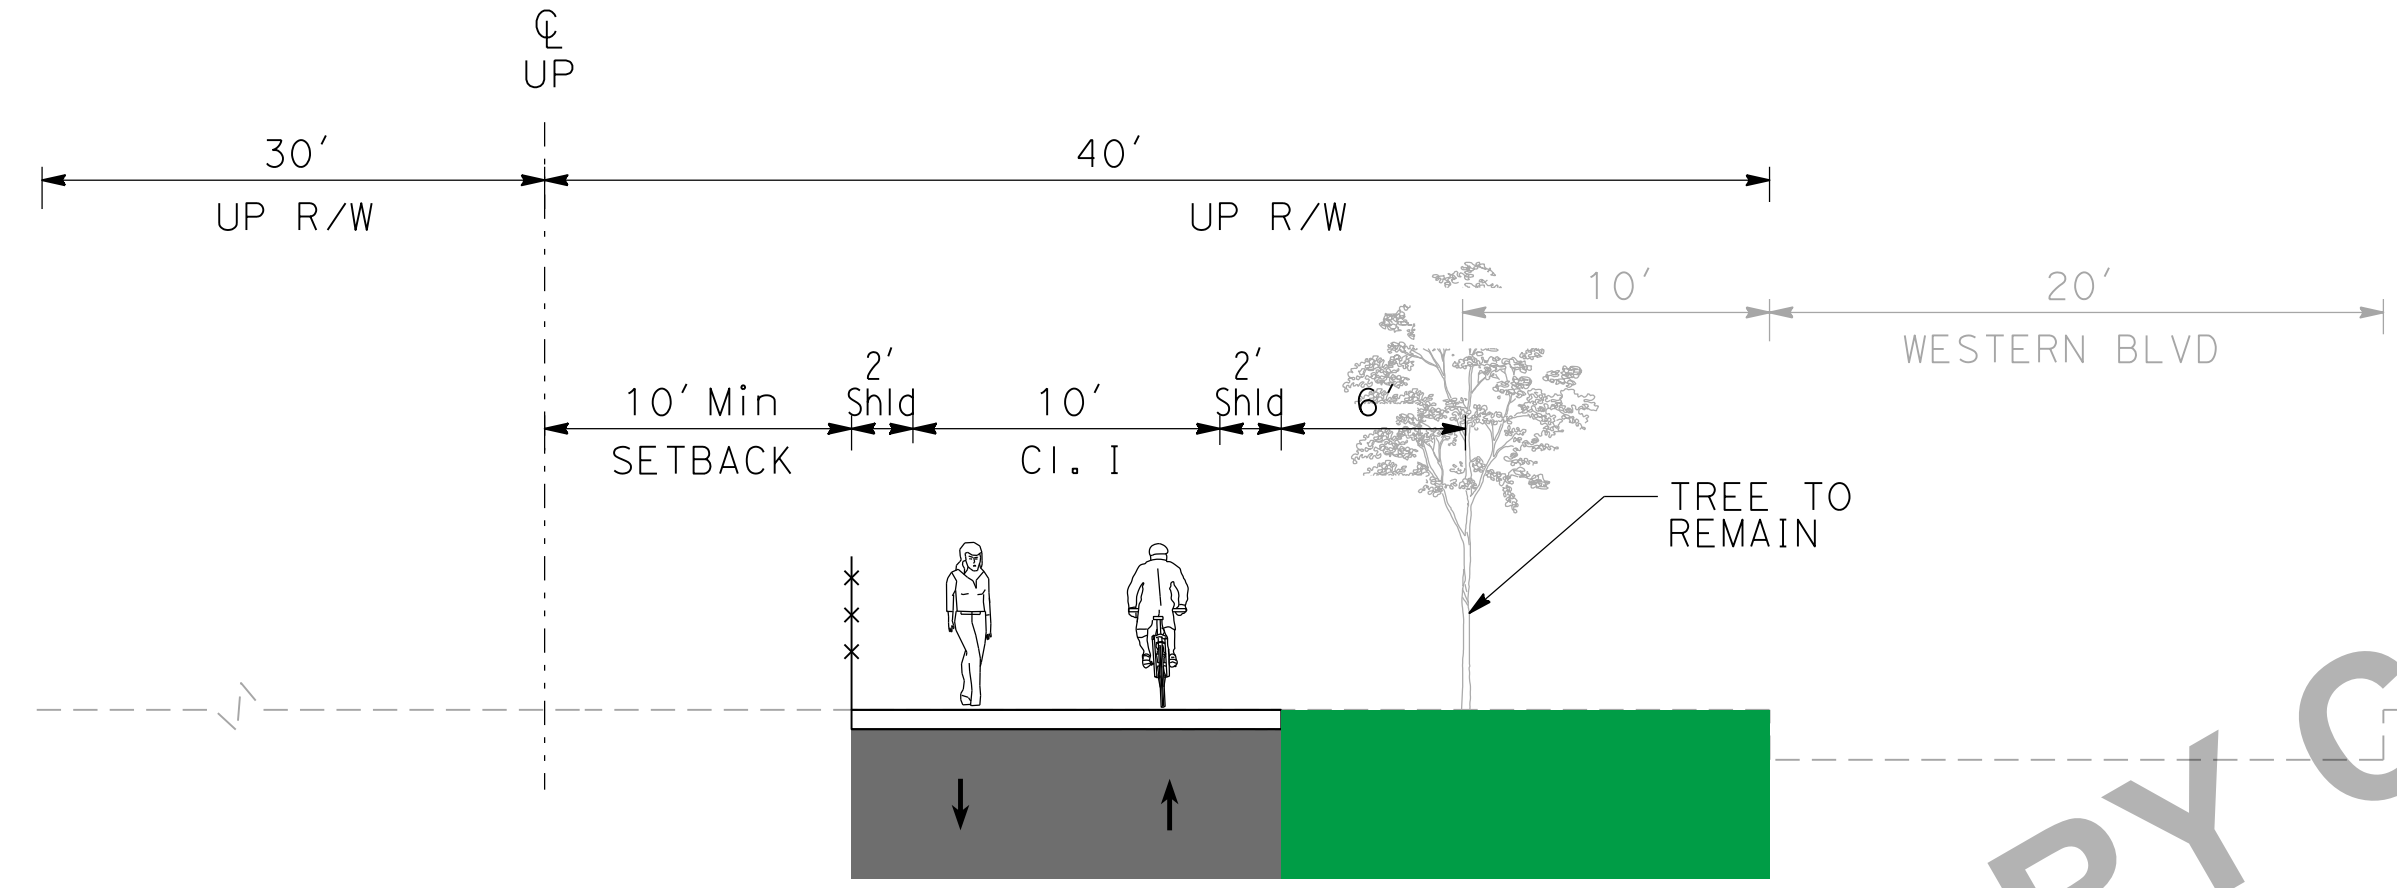 ℄
UP
30′
40′
UP R/W
UP R/W
10′
20′
WESTERN BLVD
2′
Shld
2′
Shld
10′ Min
10′
6′
SETBACK
Cl. I
TREE TO
REMAIN
RY